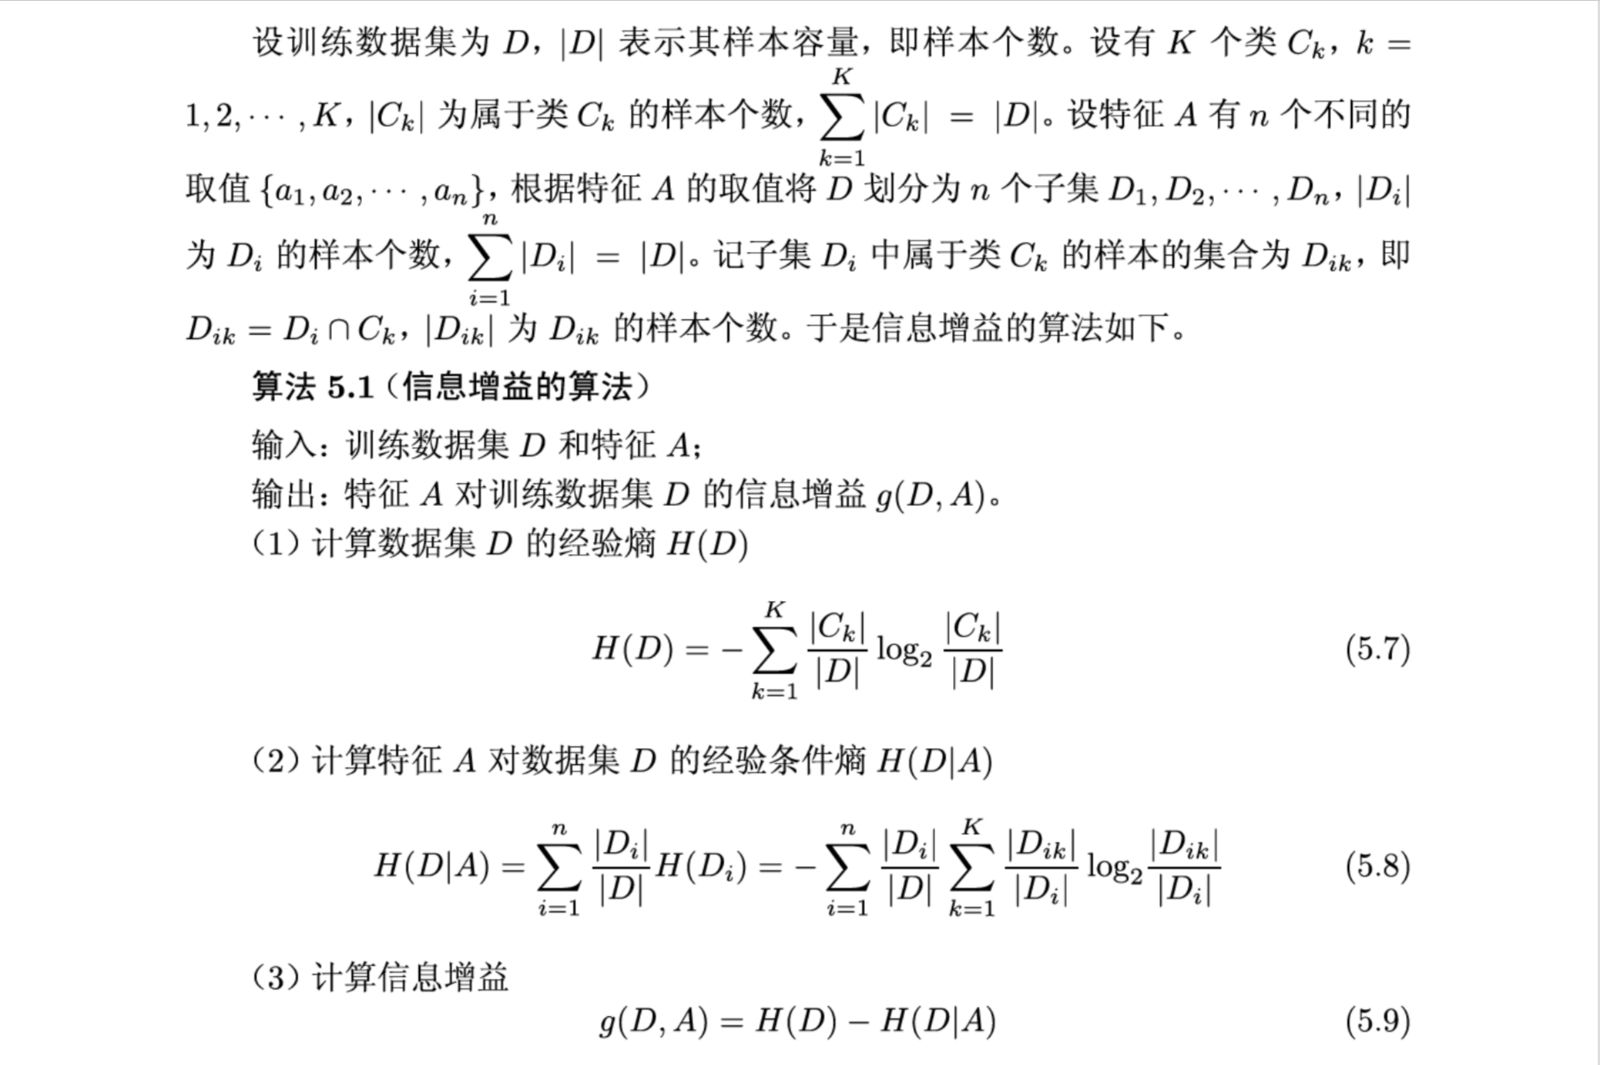 设训练数据集为 D，|D| 表示其样本容量，即样本个数。设有 K 个类 C_k，k =
1, 2, ⋯ , K，|C_k| 为属于类 C_k 的样本个数，\sum_{k=1}^{K} |C_k| = |D|。设特征 A 有 n 个不同的
取值 {a_1, a_2, ⋯ , a_n}，根据特征 A 的取值将 D 划分为 n 个子集 D_1, D_2, ⋯ , D_n，|D_i|
为 D_i 的样本个数，\sum_{i=1}^{n} |D_i| = |D|。记子集 D_i 中属于类 C_k 的样本的集合为 D_{ik}，即
D_{ik} = D_i ∩ C_k，|D_{ik}| 为 D_{ik} 的样本个数。于是信息增益的算法如下。
算法 5.1（信息增益的算法）
输入：训练数据集 D 和特征 A；
输出：特征 A 对训练数据集 D 的信息增益 g(D, A)。
（1）计算数据集 D 的经验熵 H(D)
H(D) = -\sum_{k=1}^{K} \frac{|C_k|}{|D|} \log_2 \frac{|C_k|}{|D|} (5.7)
（2）计算特征 A 对数据集 D 的经验条件熵 H(D|A)
H(D|A) = \sum_{i=1}^{n} \frac{|D_i|}{|D|} H(D_i) = -\sum_{i=1}^{n} \frac{|D_i|}{|D|} \sum_{k=1}^{K} \frac{|D_{ik}|}{|D_i|} \log_2 \frac{|D_{ik}|}{|D_i|} (5.8)
（3）计算信息增益
g(D, A) = H(D) − H(D|A) (5.9)